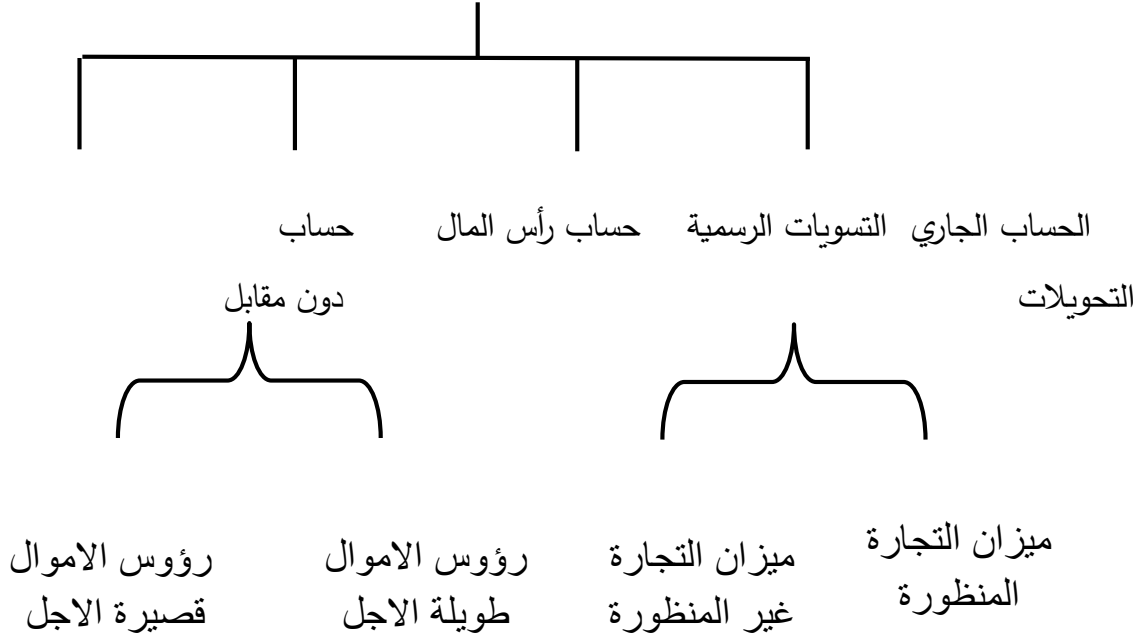 الحساب الجاري التسويات الرسمية حساب رأس المال حساب
التحويلات دون مقابل
ميزان التجارة
المنظورة
ميزان التجارة
غير المنظورة
رؤوس الاموال
طويلة الاجل
رؤوس الاموال
قصيرة الاجل